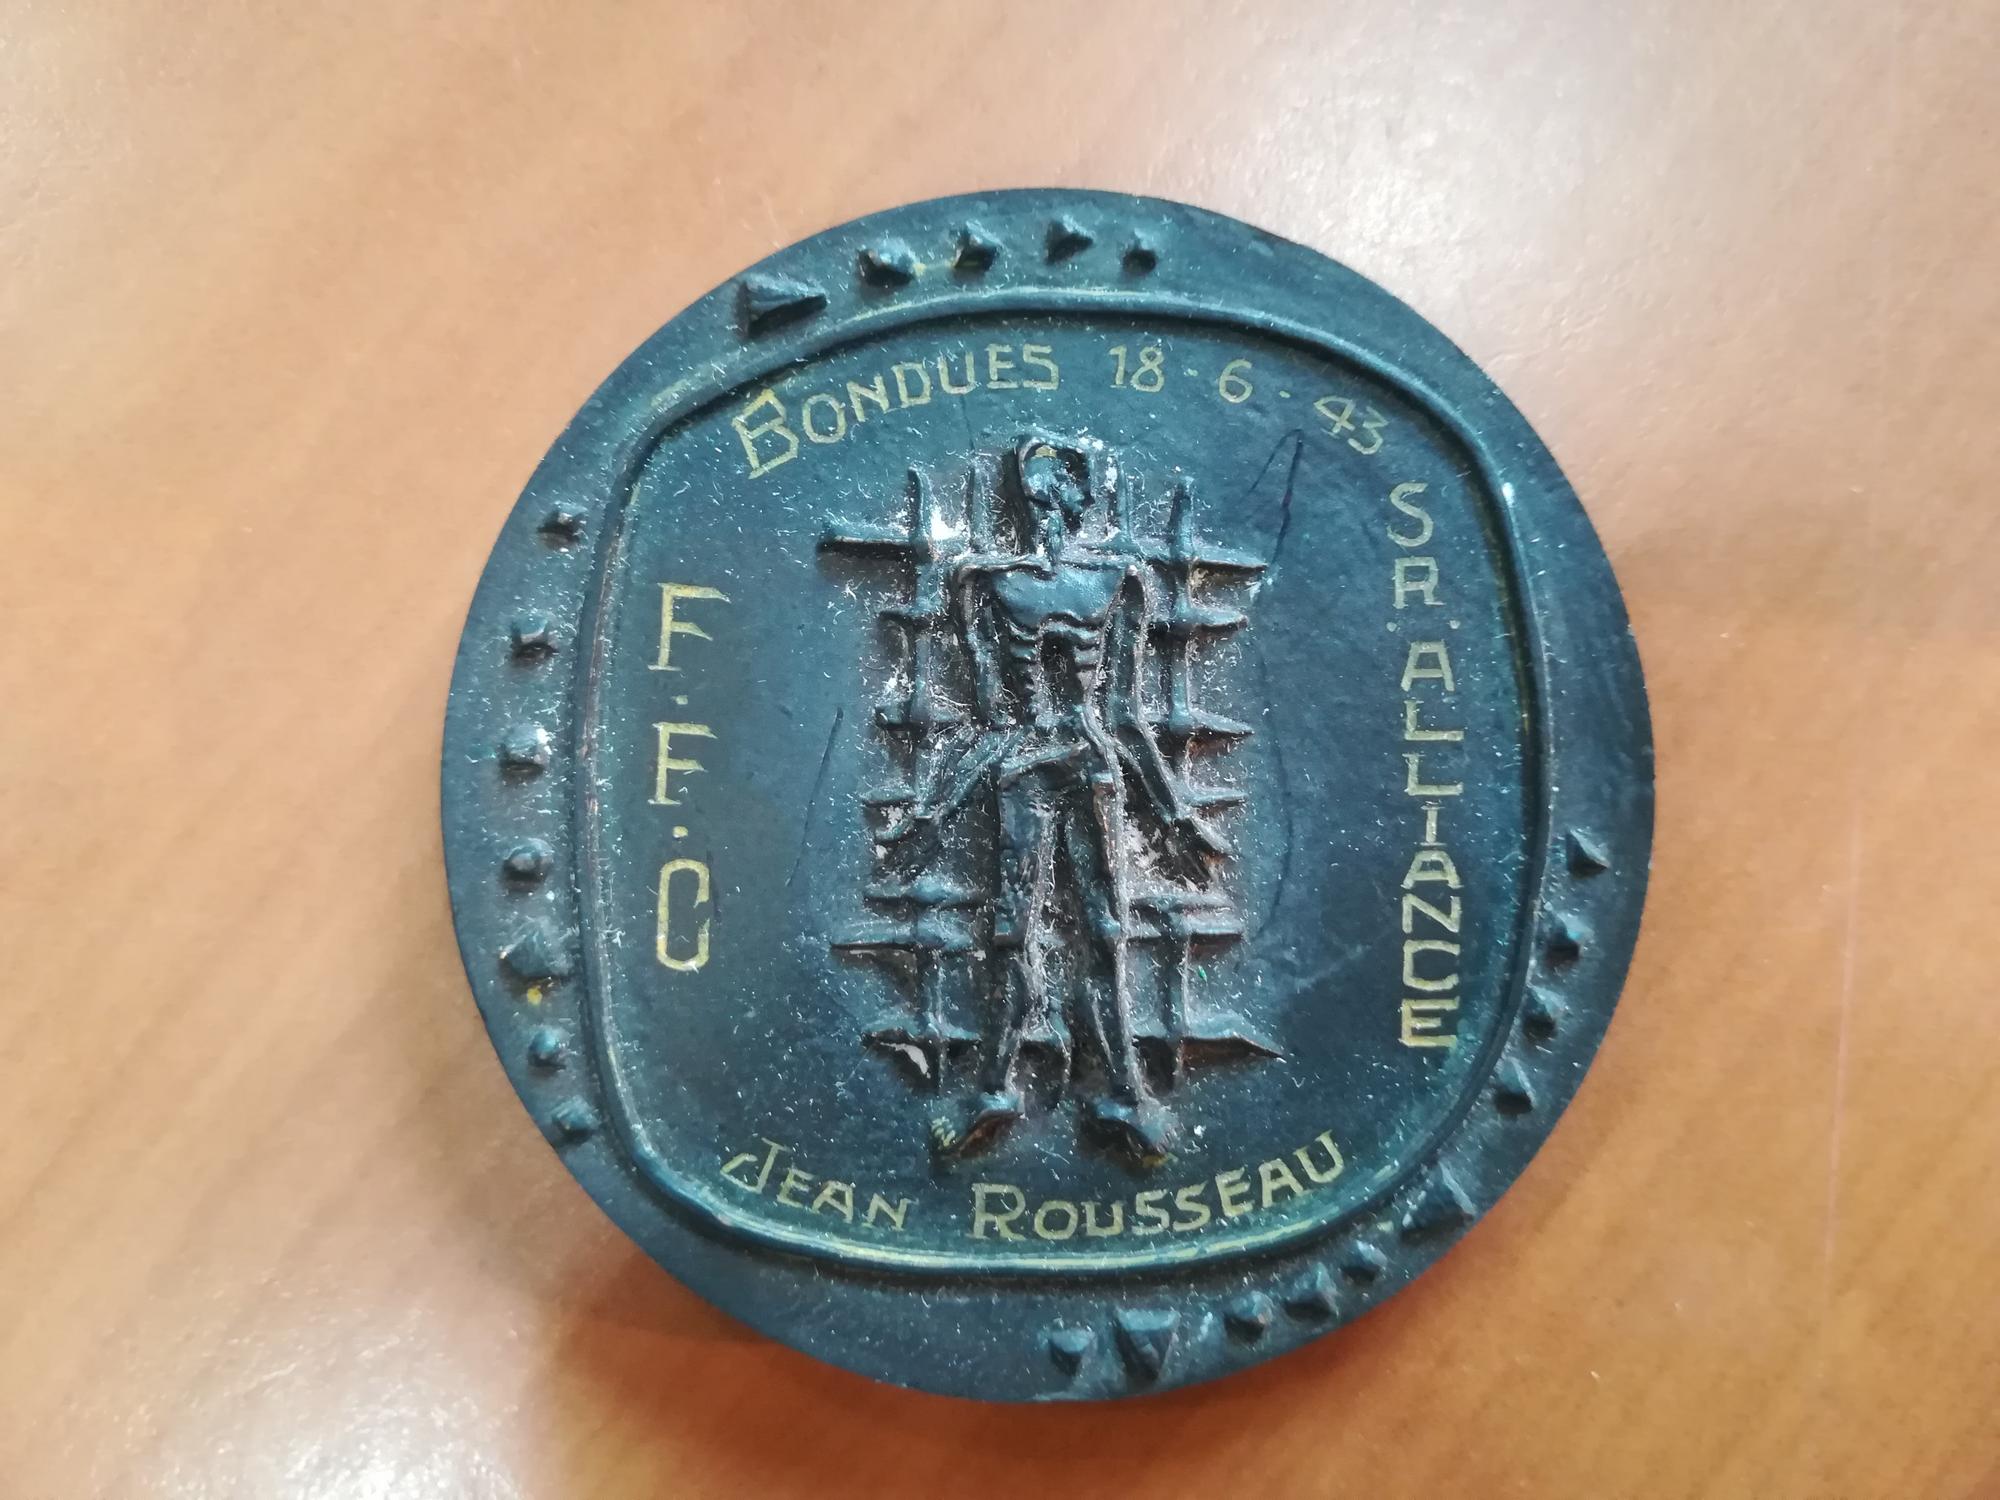 BONDUES 18-6-43
F.F.C
S.R. ALLIANCE
JEAN ROUSSEAU